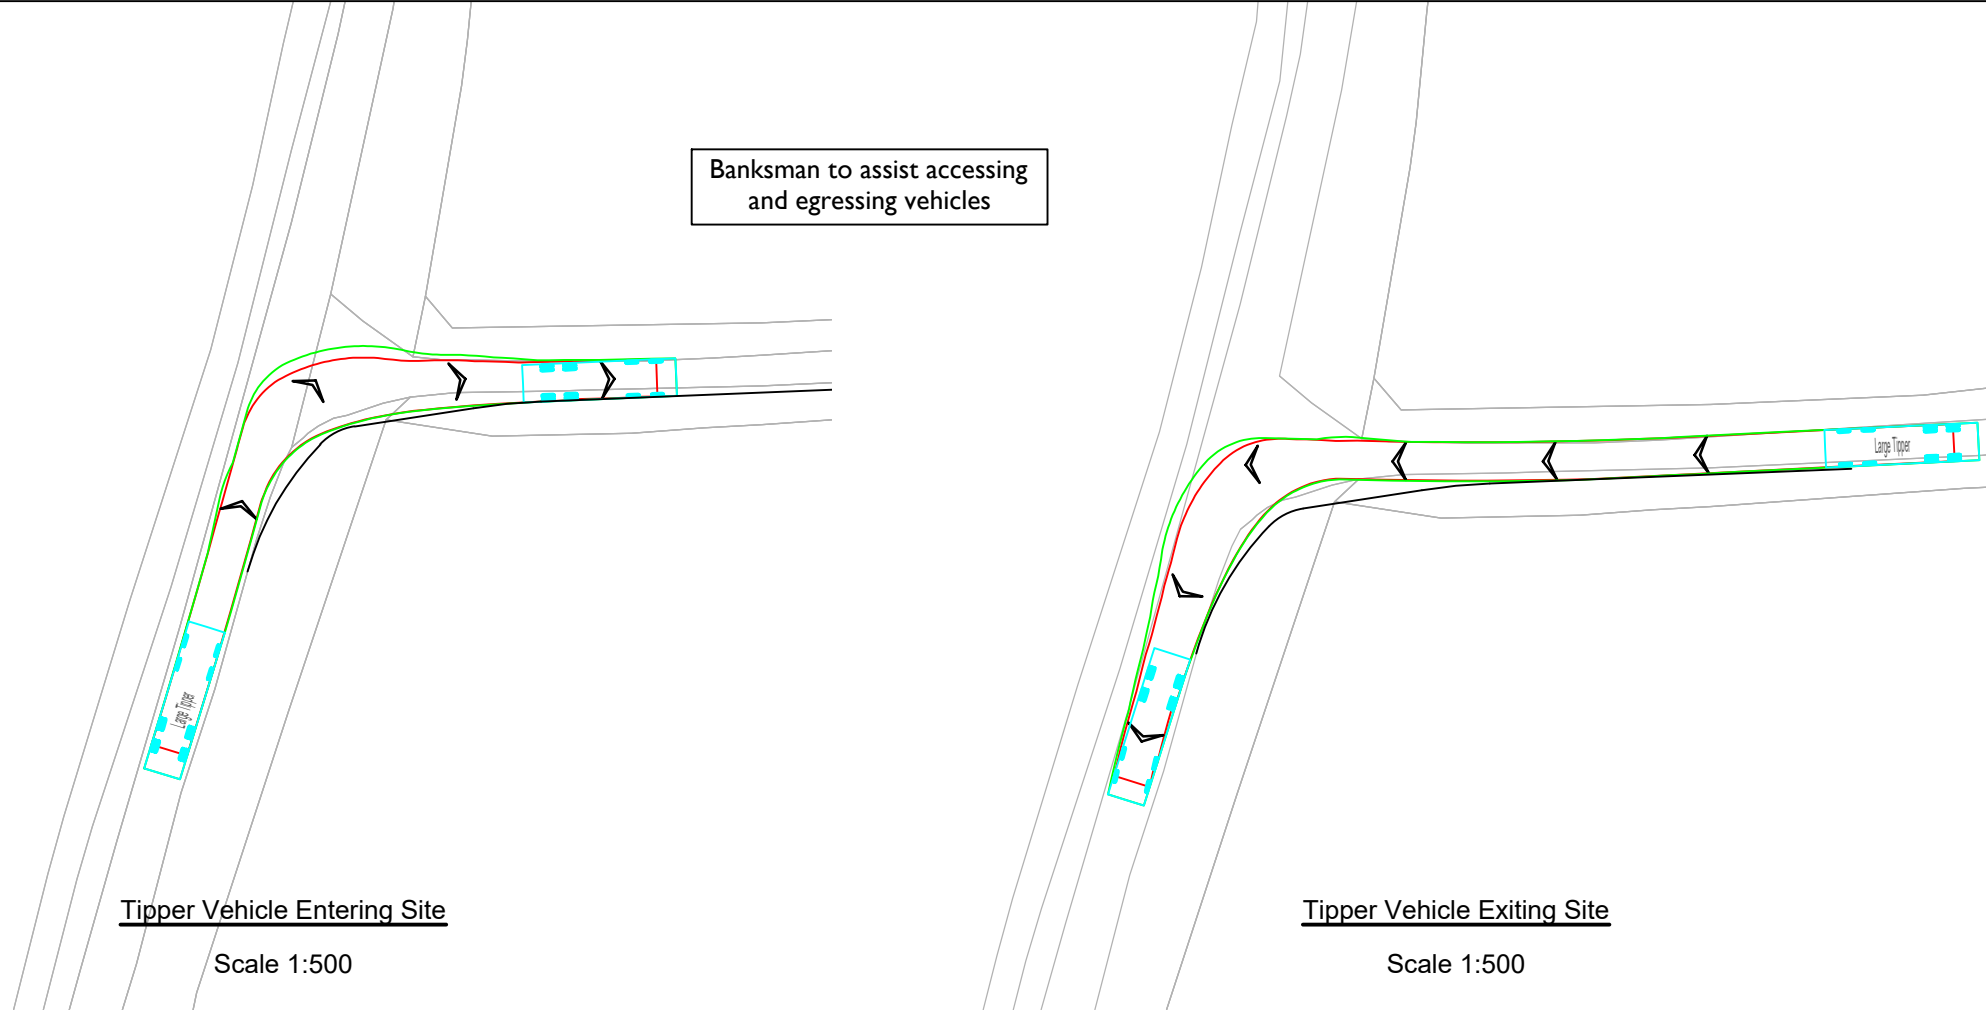 Banksman to assist accessing
and egressing vehicles
Large Tipper
Large Tipper
Tipper Vehicle Entering Site
Scale 1:500
Tipper Vehicle Exiting Site
Scale 1:500